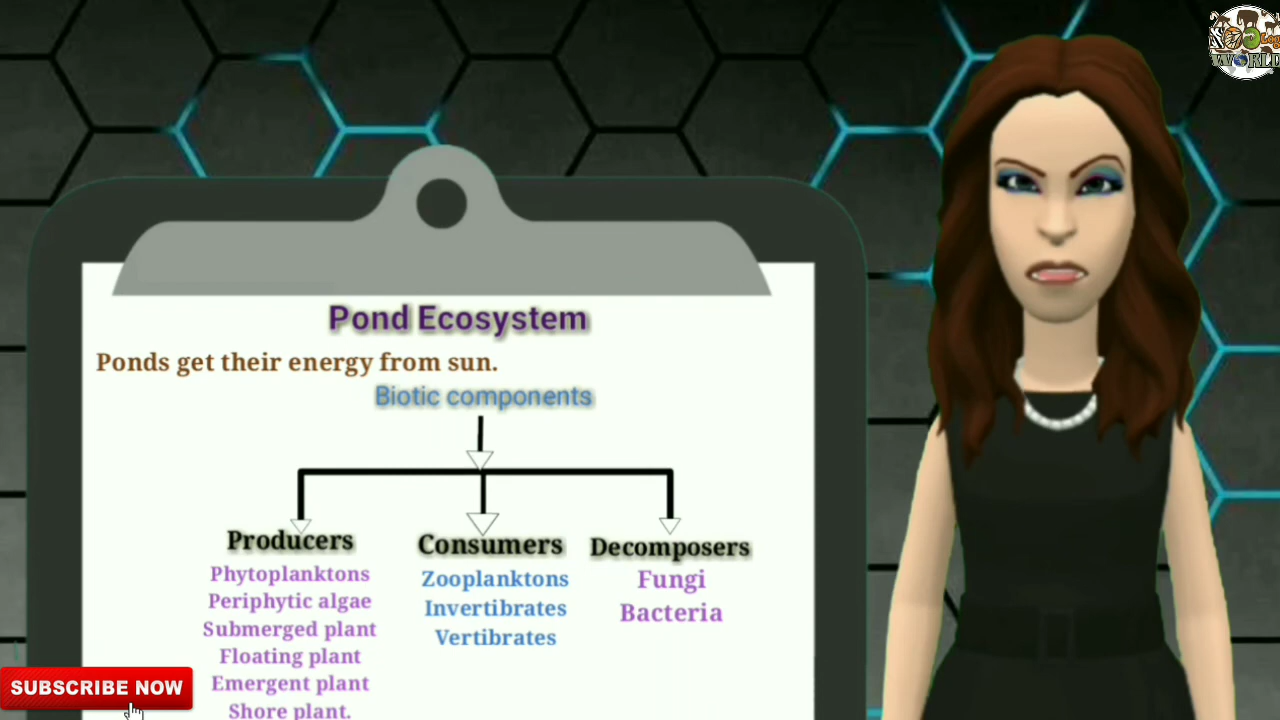 Pond Ecosystem
Ponds get their energy from sun.
Biotic components
Producers
Phytoplanktons
Periphytic algae
Submerged plant
Floating plant
Emergent plant
Shore plant.
Consumers
Zooplanktons
Invertibrates
Vertibrates
Decomposers
Fungi
Bacteria
SUBSCRIBE NOW
WORLD